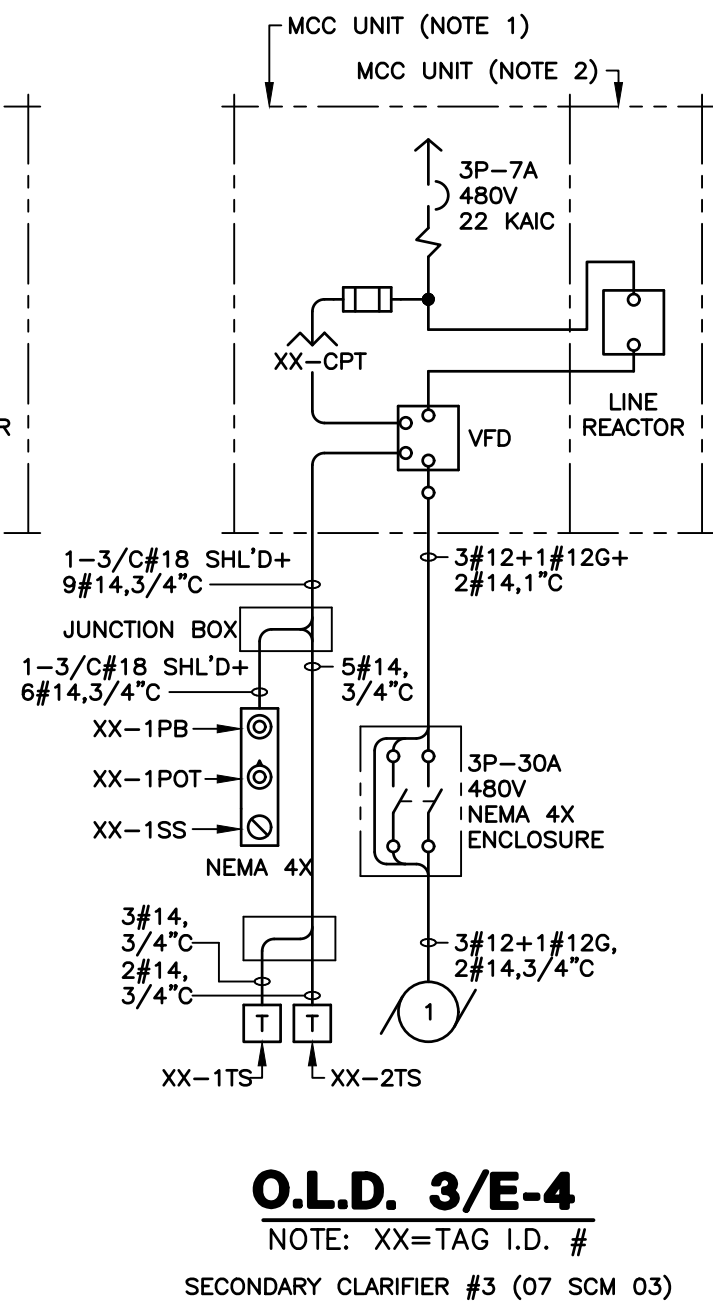 MCC UNIT (NOTE 1)
MCC UNIT (NOTE 2)
3P-7A
480V
22 KAIC
XX-CPT
R
LINE
REACTOR
VFD
1-3/C#18 SHL'D+
9#14,3/4"C
3#12+1#12G+
2#14,1"C
JUNCTION BOX
1-3/C#18 SHL'D+
6#14,3/4"C
5#14,
3/4"C
XX-1PB
XX-1POT
XX-1SS
3P-30A
480V
NEMA 4X
ENCLOSURE
NEMA 4X
3#14,
3/4"C
2#14,
3/4"C
3#12+1#12G,
2#14,3/4"C
T
T
1
XX-1TS
XX-2TS
O.L.D. 3/E-4
NOTE: XX=TAG I.D. #
SECONDARY CLARIFIER #3 (07 SCM 03)